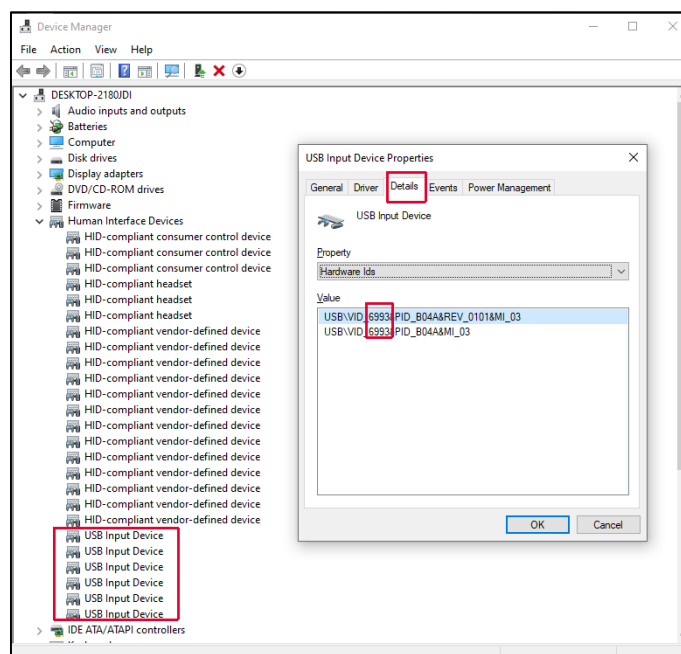 Device Manager
File Action View Help
DESKTOP-2180JDI
Audio inputs and outputs
Batteries
Computer
Disk drives
Display adapters
DVD/CD-ROM drives
Firmware
Human Interface Devices
HID-compliant consumer control device
HID-compliant consumer control device
HID-compliant consumer control device
HID-compliant headset
HID-compliant headset
HID-compliant headset
HID-compliant vendor-defined device
HID-compliant vendor-defined device
HID-compliant vendor-defined device
HID-compliant vendor-defined device
HID-compliant vendor-defined device
HID-compliant vendor-defined device
HID-compliant vendor-defined device
HID-compliant vendor-defined device
HID-compliant vendor-defined device
HID-compliant vendor-defined device
HID-compliant vendor-defined device
HID-compliant vendor-defined device
HID-compliant vendor-defined device
USB Input Device
USB Input Device
USB Input Device
USB Input Device
USB Input Device
USB Input Device
IDE ATA/ATAPI controllers
USB Input Device Properties
General Driver Details Events Power Management
USB Input Device
Property
Hardware Ids
Value
USB\VID_6993&PID_B04A&REV_0101&MI_03
USB\VID_6993&PID_B04A&MI_03
OK Cancel